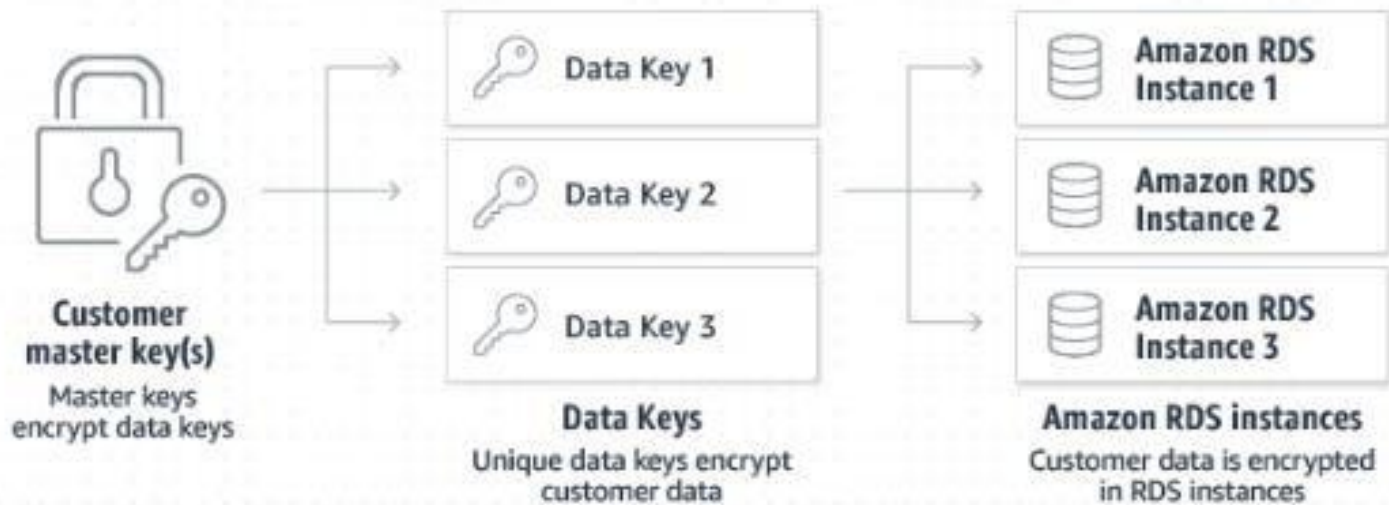 Customer
master key(s)
Master keys
encrypt data keys
Data Key 1
Data Key 2
Data Key 3
Data Keys
Unique data keys encrypt
customer data
Amazon RDS
Instance 1
Amazon RDS
Instance 2
Amazon RDS
Instance 3
Amazon RDS instances
Customer data is encrypted
in RDS instances